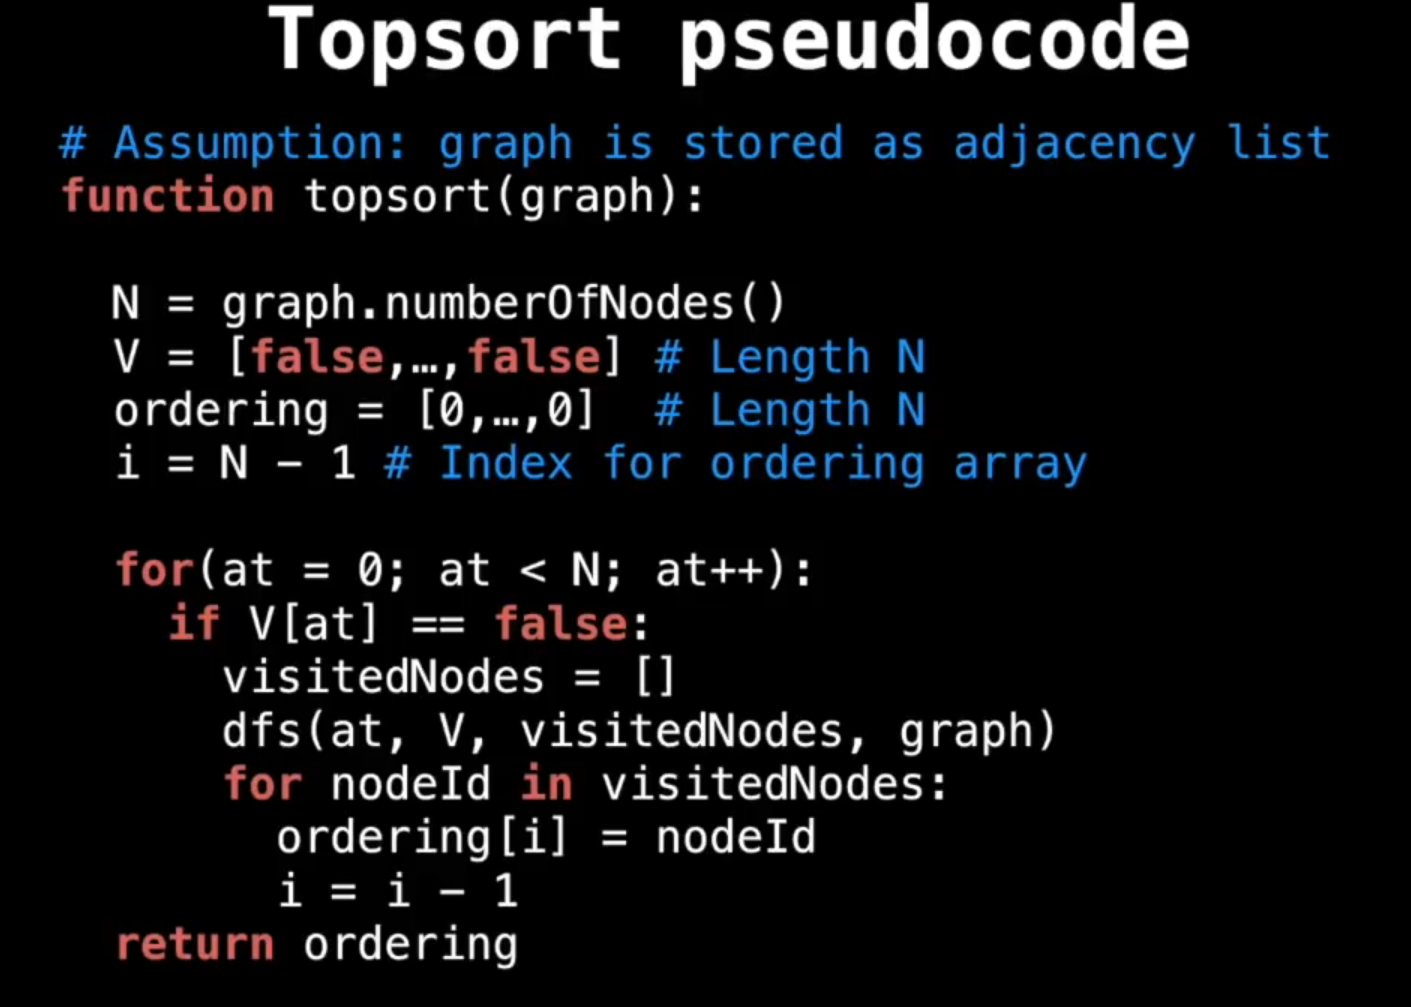 Topsort pseudocode
# Assumption: graph is stored as adjacency list
function topsort(graph):
N = graph.numberOfNodes()
V = [false,…,false] # Length N
ordering = [0,…,0] # Length N
i = N - 1 # Index for ordering array
for(at = 0; at < N; at++):
if V[at] == false:
visitedNodes = []
dfs(at, V, visitedNodes, graph)
for nodeId in visitedNodes:
ordering[i] = nodeId
i = i - 1
return ordering